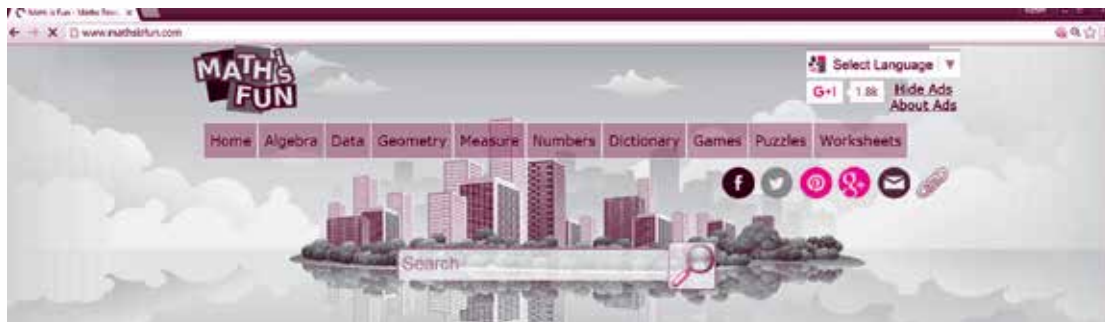 www.mathsisfun.com
MATH iS FUN
Select Language
G+1 1.8k Hide Ads
About Ads
Home Algebra Data Geometry Measure Numbers Dictionary Games Puzzles Worksheets
Search